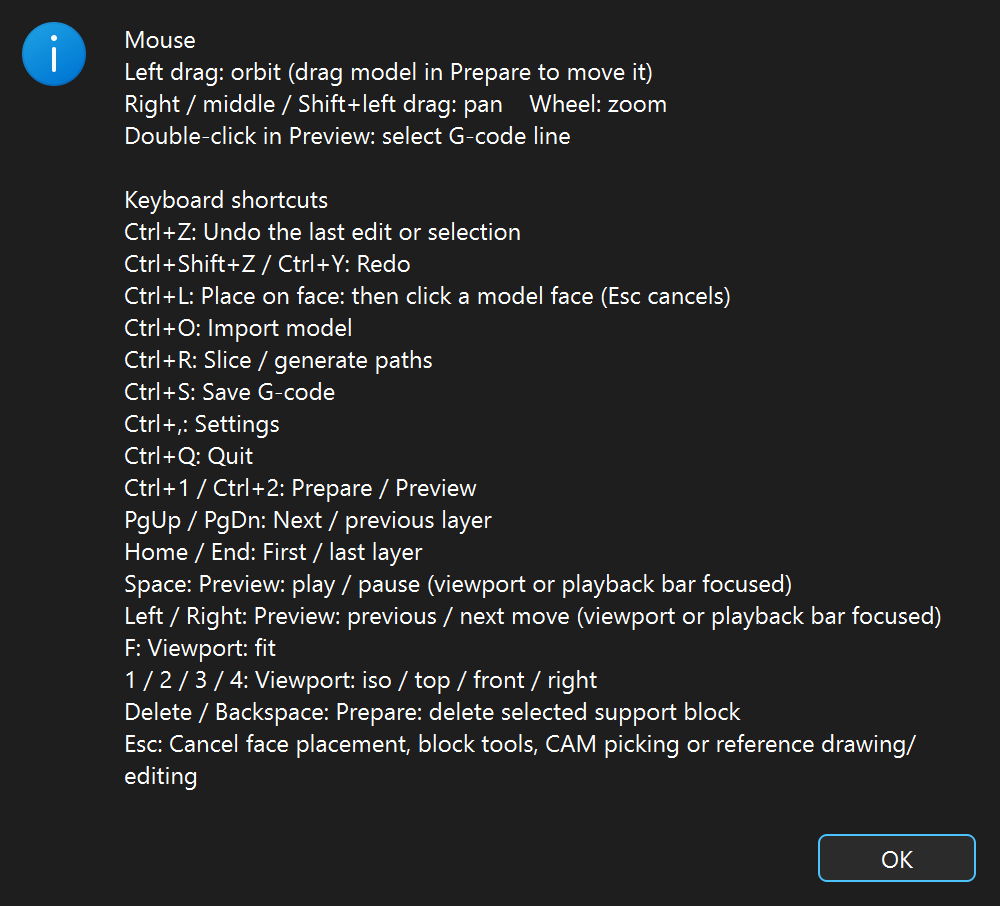 Mouse
Left drag: orbit (drag model in Prepare to move it)
Right / middle / Shift+left drag: pan    Wheel: zoom
Double-click in Preview: select G-code line

Keyboard shortcuts
Ctrl+Z: Undo the last edit or selection
Ctrl+Shift+Z / Ctrl+Y: Redo
Ctrl+L: Place on face: then click a model face (Esc cancels)
Ctrl+O: Import model
Ctrl+R: Slice / generate paths
Ctrl+S: Save G-code
Ctrl+,: Settings
Ctrl+Q: Quit
Ctrl+1 / Ctrl+2: Prepare / Preview
PgUp / PgDn: Next / previous layer
Home / End: First / last layer
Space: Preview: play / pause (viewport or playback bar focused)
Left / Right: Preview: previous / next move (viewport or playback bar focused)
F: Viewport: fit
1 / 2 / 3 / 4: Viewport: iso / top / front / right
Delete / Backspace: Prepare: delete selected support block
Esc: Cancel face placement, block tools, CAM picking or reference drawing/
editing
OK